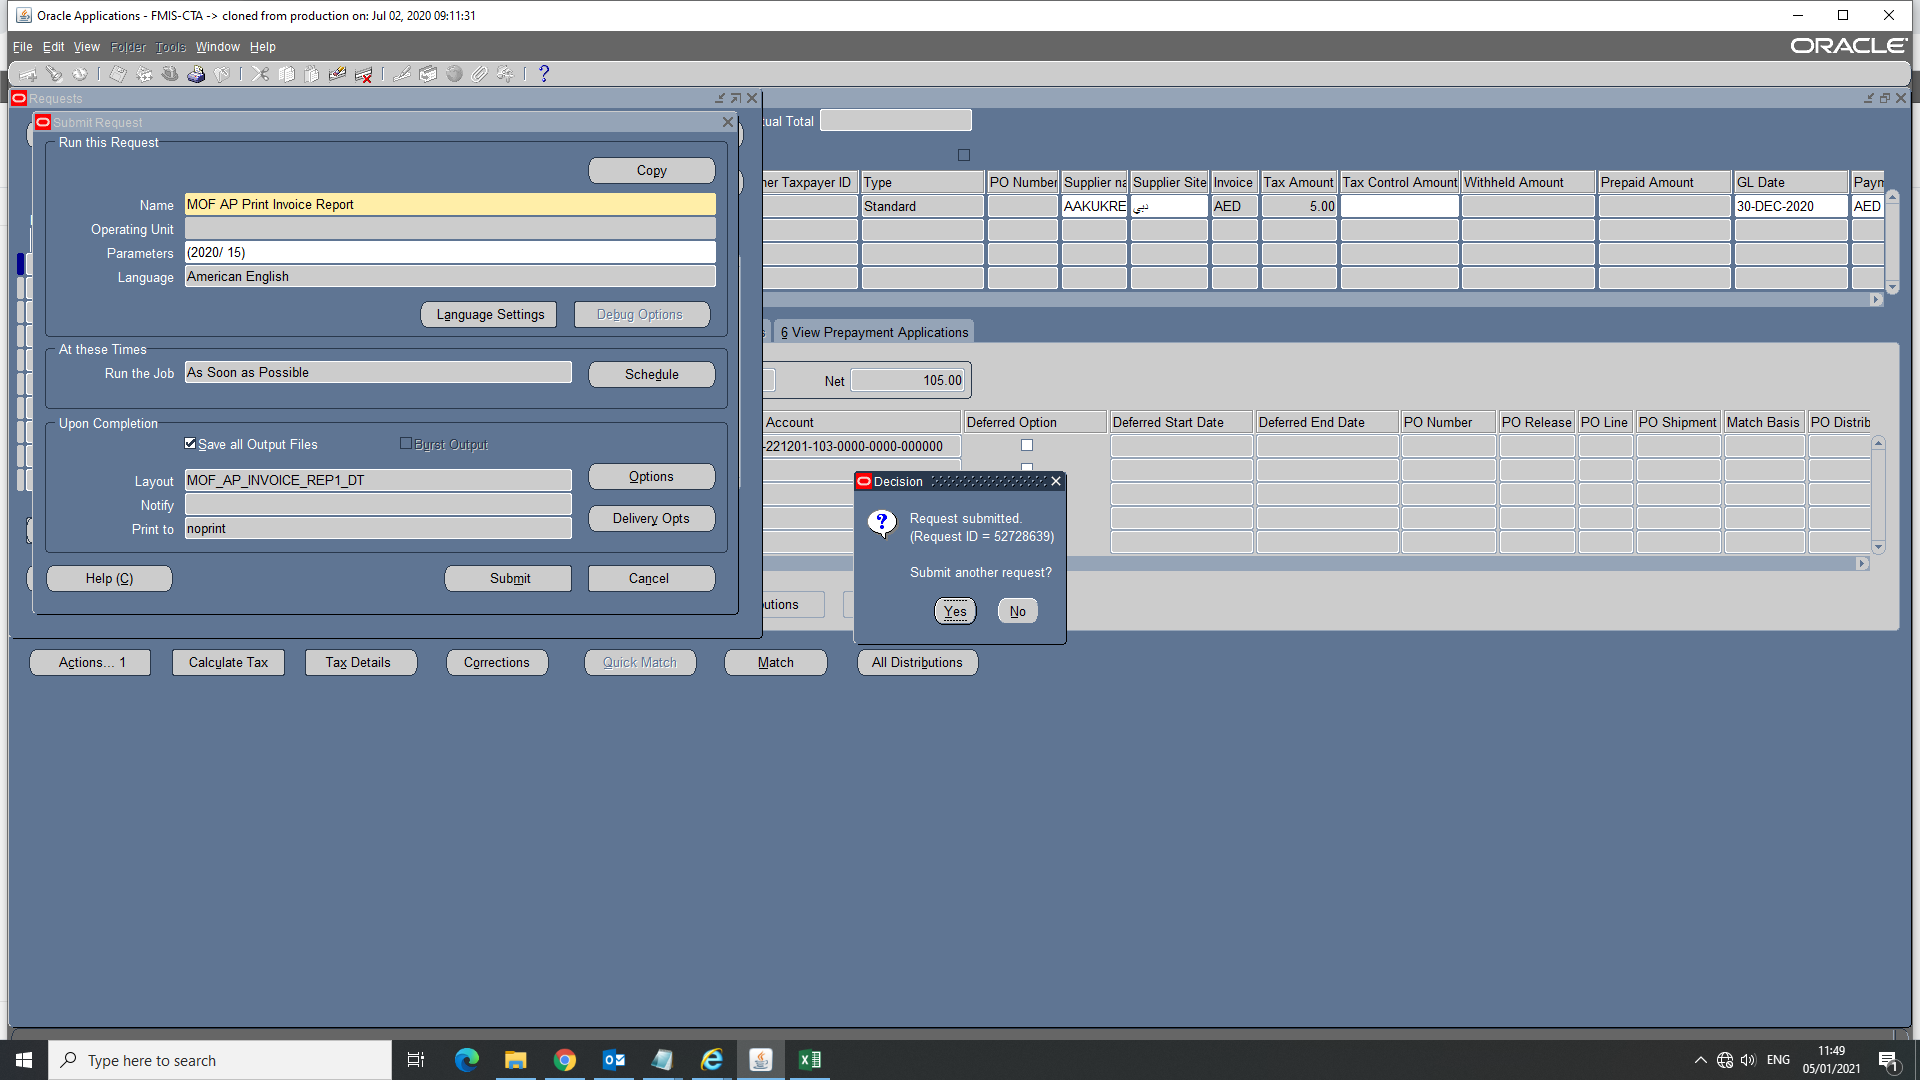 Oracle Applications - FMIS-CTA -> cloned from production on: Jul 02, 2020 09:11:31
File Edit View Folder Tools Window Help
ORACLE
Requests
Submit Request
Run this Request
Copy
Name MOF AP Print Invoice Report
Operating Unit
Parameters (2020/ 15)
Language American English
Language Settings Debug Options
At these Times
Run the Job As Soon as Possible Schedule
Upon Completion
Save all Output Files Burst Output
Layout MOF_AP_INVOICE_REP1_DT Options
Notify
Print to noprint Delivery Opts
Help (C) Submit Cancel
Total
Taxpayer ID Type PO Number Supplier Supplier Site Invoice Tax Amount Tax Control Amount Withheld Amount Prepaid Amount GL Date
Standard AAKUKRE دبي AED 5.00 30-DEC-2020 AED
6 View Prepayment Applications
Net 105.00
Account Deferred Option Deferred Start Date Deferred End Date PO Number PO Release PO Line PO Shipment Match Basis PO Distrib
-221201-103-0000-0000-000000
Decision
Request submitted.
(Request ID = 52728639)
Submit another request?
Yes No
Actions... 1 Calculate Tax Tax Details Corrections Quick Match Match All Distributions
Type here to search
ENG
11:49
05/01/2021
1